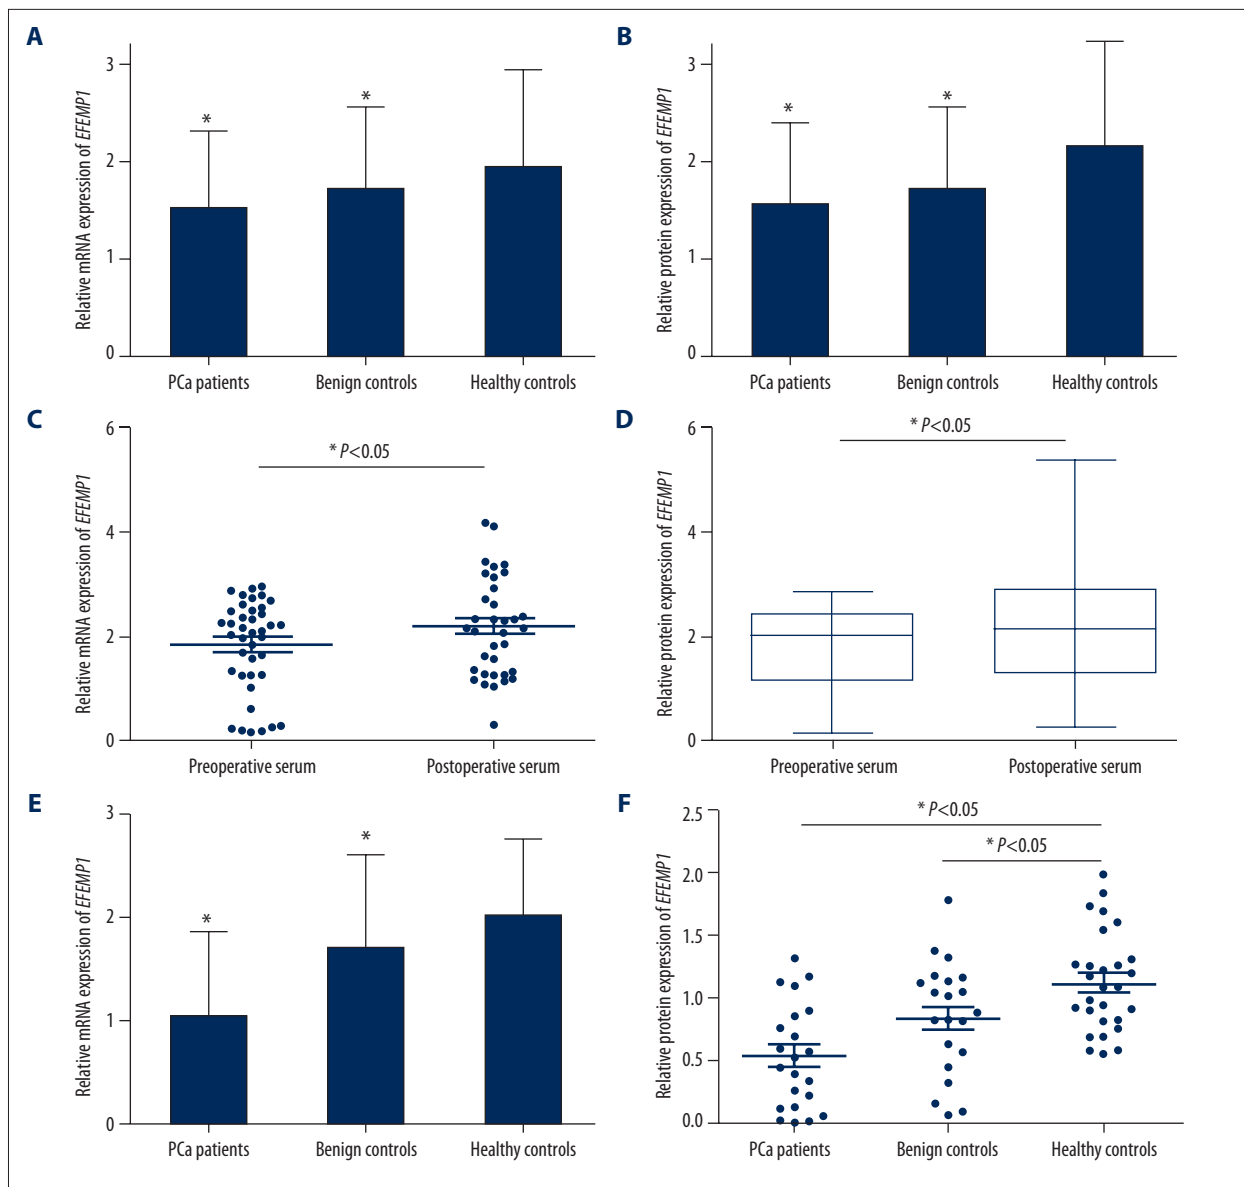 A
Relative mRNA expression of EFEMP1
3
2
1
0
*
*
PCa patients
Benign controls
Healthy controls
B
Relative protein expression of EFEMP1
3
2
1
0
*
*
PCa patients
Benign controls
Healthy controls
C
Relative mRNA expression of EFEMP1
6
4
2
0
* P<0.05
Preoperative serum
Postoperative serum
D
Relative protein expression of EFEMP1
6
4
2
0
* P<0.05
Preoperative serum
Postoperative serum
E
Relative mRNA expression of EFEMP1
3
2
1
0
*
*
PCa patients
Benign controls
Healthy controls
F
Relative protein expression of EFEMP1
2.5
2.0
1.5
1.0
0.5
0.0
* P<0.05
* P<0.05
PCa patients
Benign controls
Healthy controls